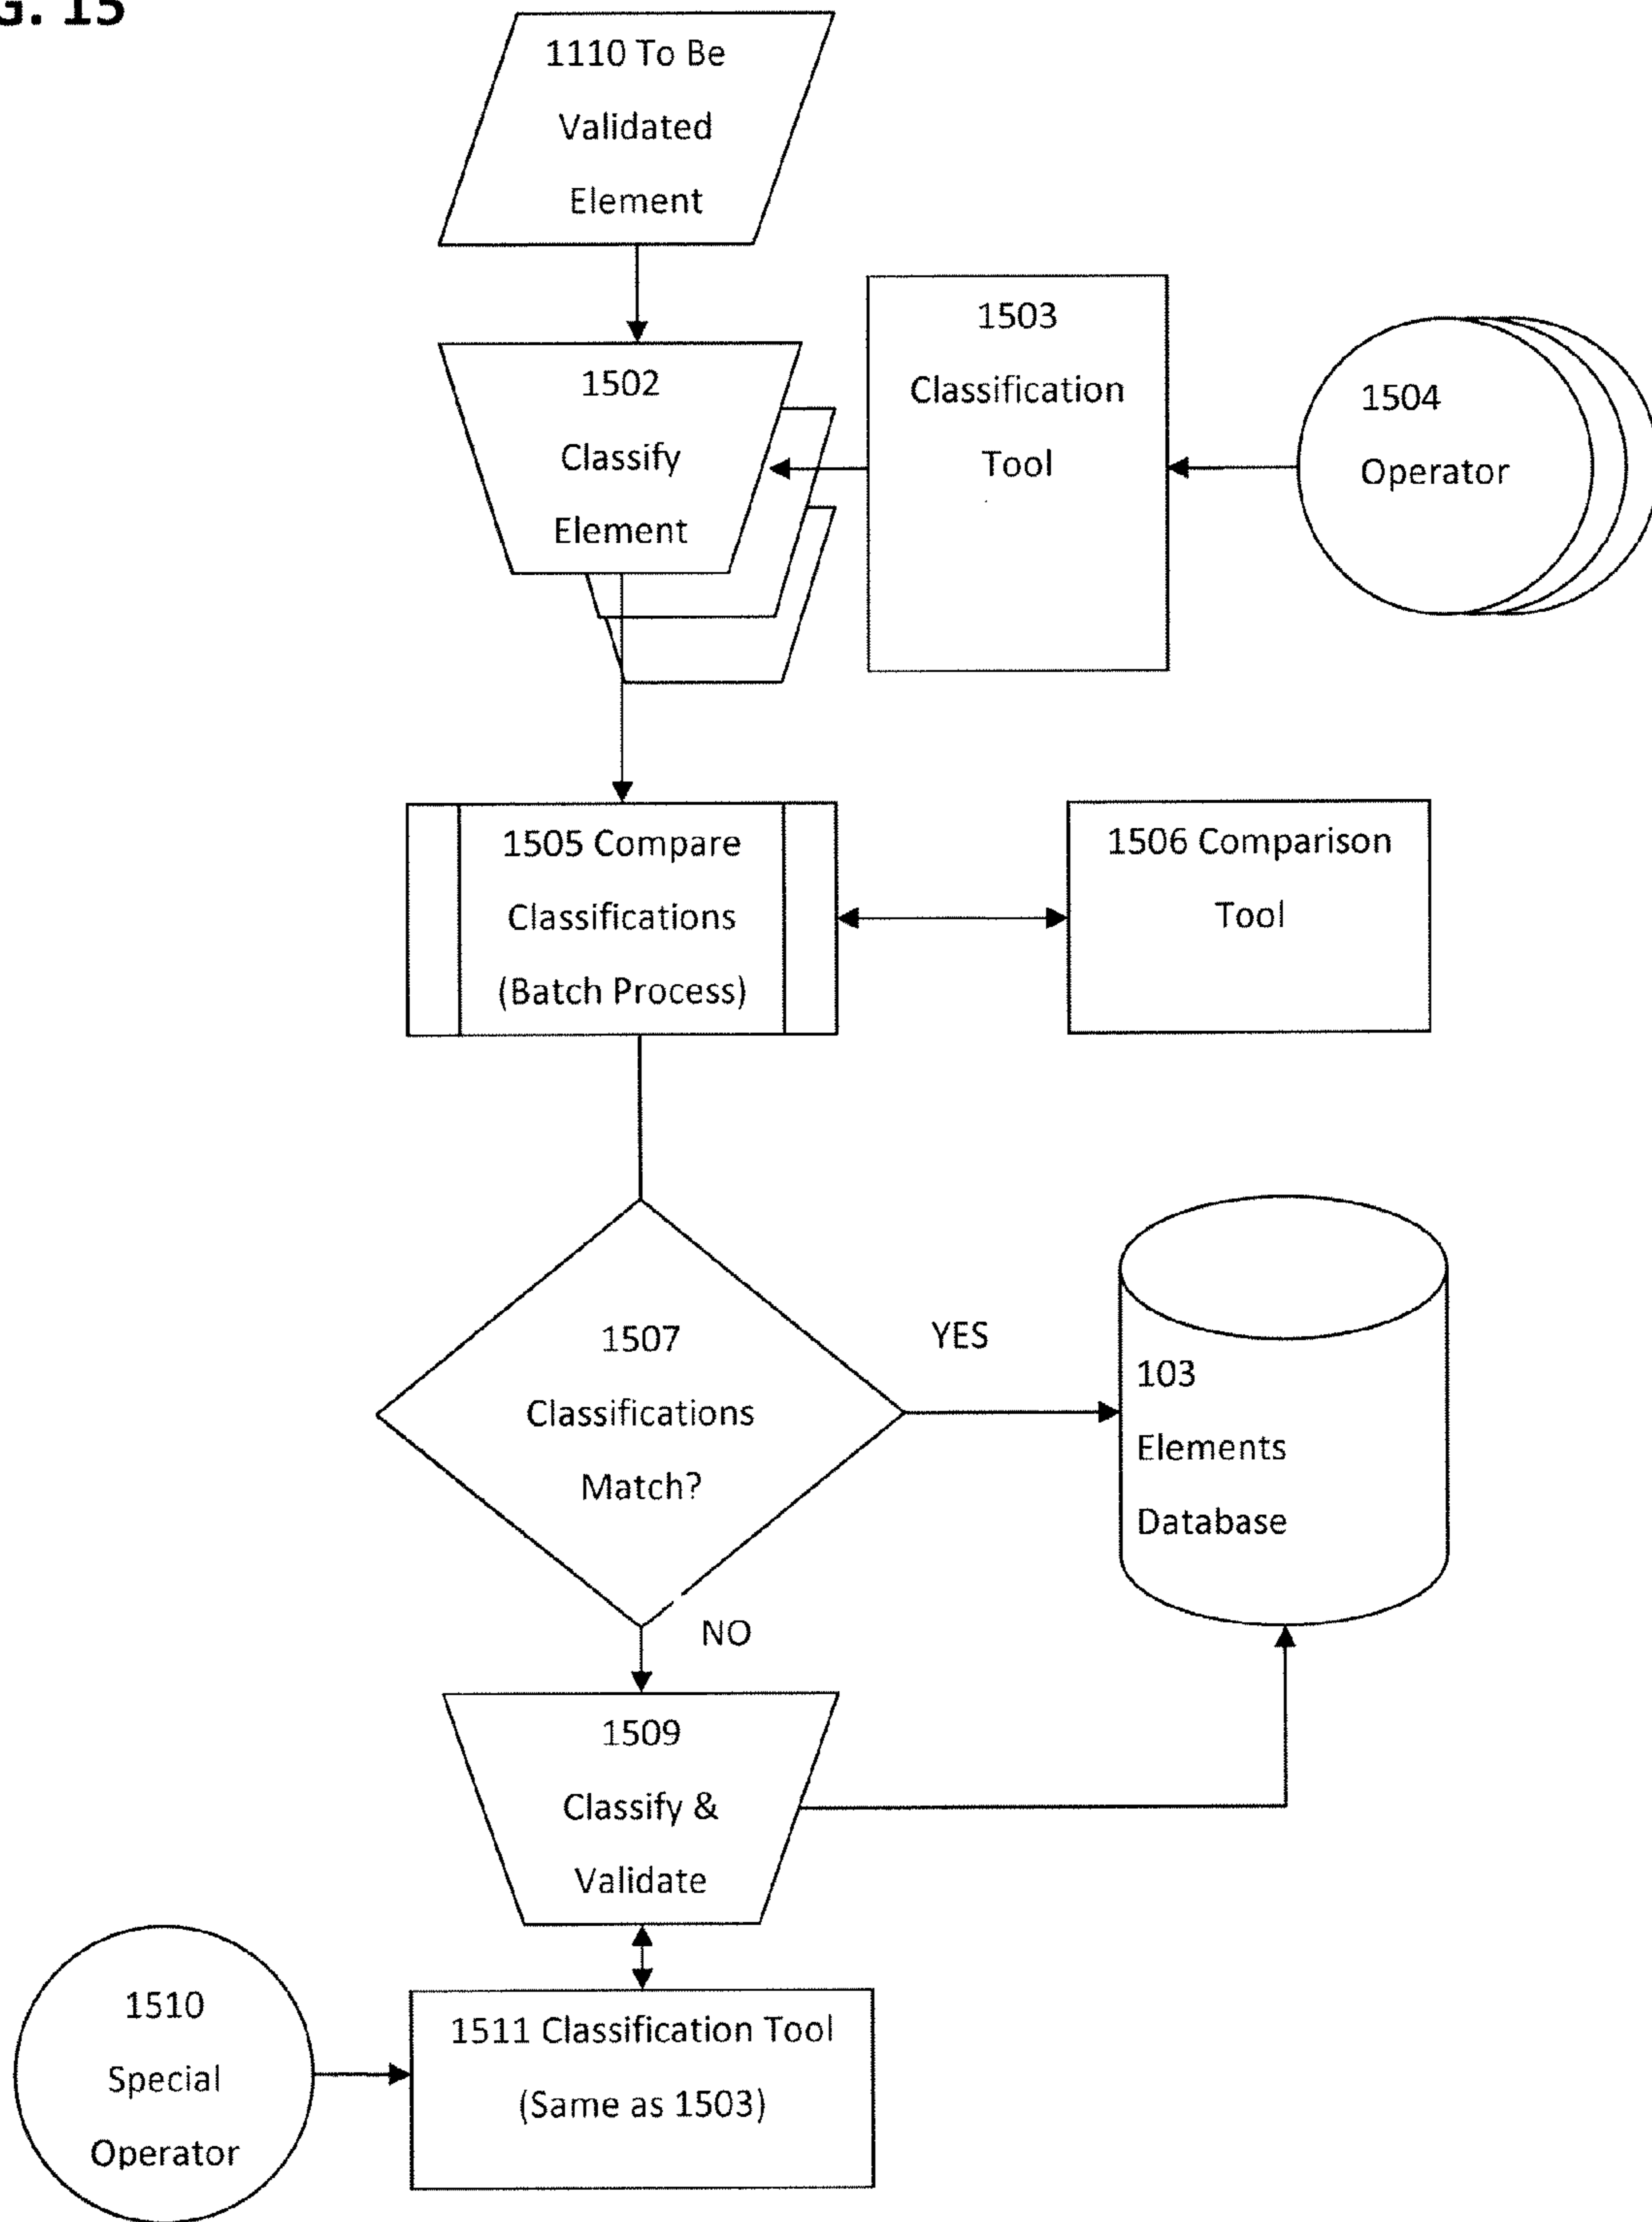 G. 15
1110 To Be
Validated
Element
1502
Classify
Element
1503
Classification
Tool
1504
Operator
1505 Compare
Classifications
(Batch Process)
1506 Comparison
Tool
1507
Classifications
Match?
YES
103
Elements
Database
NO
1509
Classify &
Validate
1510
Special
Operator
1511 Classification Tool
(Same as 1503)